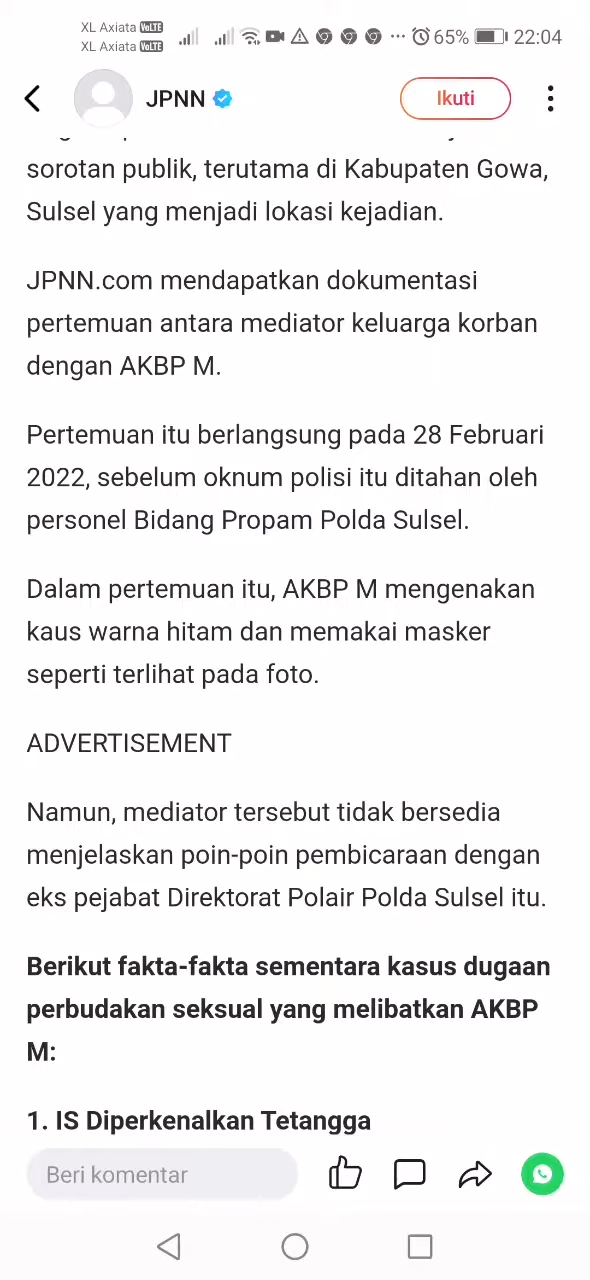 XL Axiata VoLTE
XL Axiata VoLTE
65% 22:04
JPNN
Ikuti
sorotan publik, terutama di Kabupaten Gowa,
Sulsel yang menjadi lokasi kejadian.
JPNN.com mendapatkan dokumentasi
pertemuan antara mediator keluarga korban
dengan AKBP M.
Pertemuan itu berlangsung pada 28 Februari
2022, sebelum oknum polisi itu ditahan oleh
personel Bidang Propam Polda Sulsel.
Dalam pertemuan itu, AKBP M mengenakan
kaus warna hitam dan memakai masker
seperti terlihat pada foto.
ADVERTISEMENT
Namun, mediator tersebut tidak bersedia
menjelaskan poin-poin pembicaraan dengan
eks pejabat Direktorat Polair Polda Sulsel itu.
Berikut fakta-fakta sementara kasus dugaan
perbudakan seksual yang melibatkan AKBP
M:
1. IS Diperkenalkan Tetangga
Beri komentar